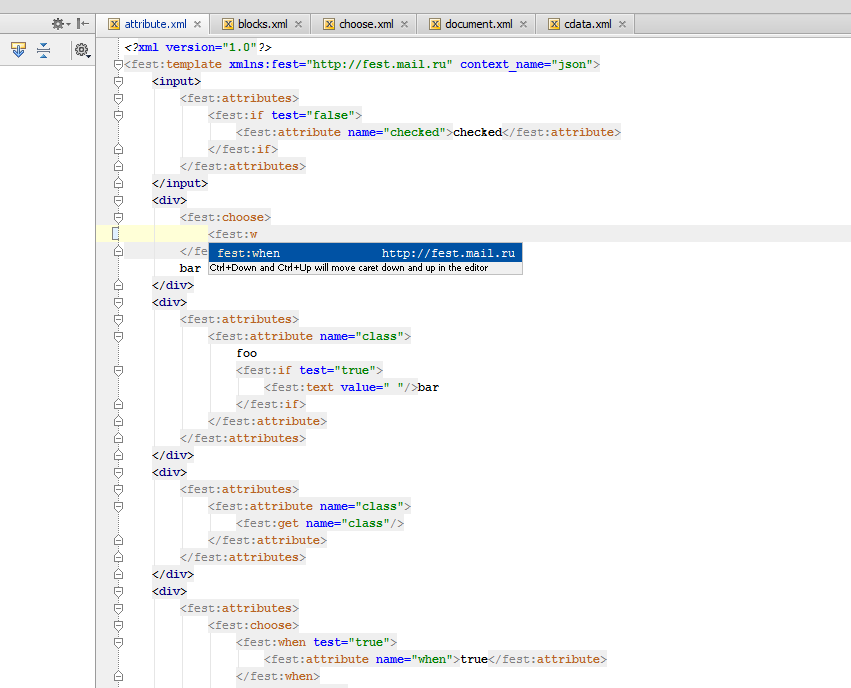 attribute.xml blocks.xml choose.xml document.xml cdata.xml
<?xml version="1.0"?>
<fest:template xmlns:fest="http://fest.mail.ru" context_name="json">
<input>
<fest:attributes>
<fest:if test="false">
<fest:attribute name="checked">checked</fest:attribute>
</fest:if>
</fest:attributes>
</input>
<div>
<fest:choose>
<fest:w
</fe
fest:when http://fest.mail.ru
bar
Ctrl+Down and Ctrl+Up will move caret down and up in the editor
</div>
<div>
<fest:attributes>
<fest:attribute name="class">
foo
<fest:if test="true">
<fest:text value=" "/>bar
</fest:if>
</fest:attribute>
</fest:attributes>
</div>
<div>
<fest:attributes>
<fest:attribute name="class">
<fest:get name="class"/>
</fest:attribute>
</fest:attributes>
</div>
<div>
<fest:attributes>
<fest:choose>
<fest:when test="true">
<fest:attribute name="when">true</fest:attribute>
</fest:when>